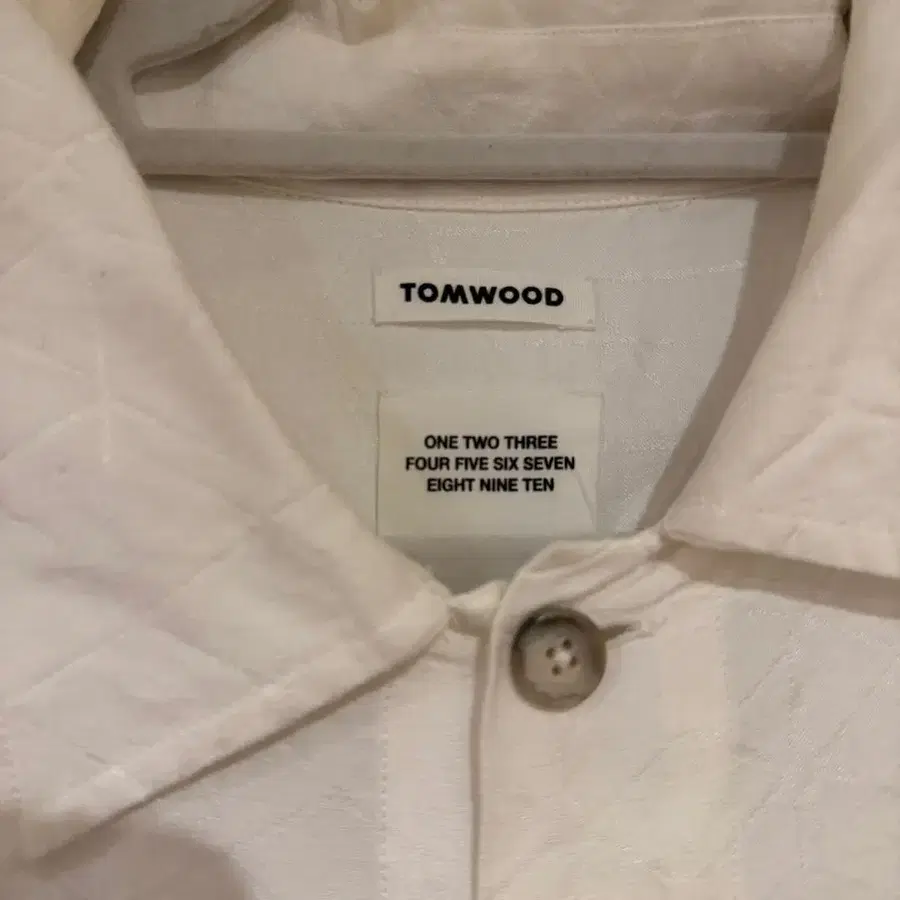 TOMWOOD
ONE TWO THREE
FOUR FIVE SIX SEVEN
EIGHT NINE TEN